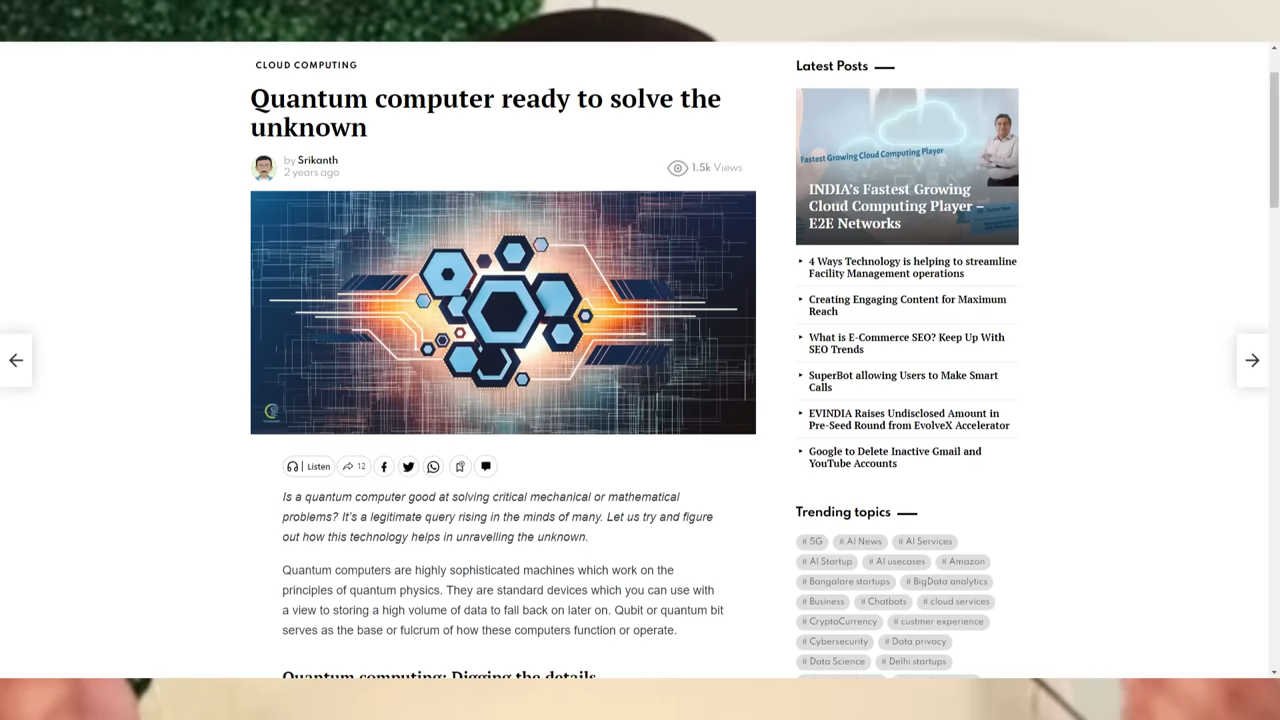 CLOUD COMPUTING
Quantum computer ready to solve the
unknown
by Srikanth
2 years ago
1.5k Views
Listen
12
Is a quantum computer good at solving critical mechanical or mathematical
problems? It's a legitimate query rising in the minds of many. Let us try and figure
out how this technology helps in unravelling the unknown.
Quantum computers are highly sophisticated machines which work on the
principles of quantum physics. They are standard devices which you can use with
a view to storing a high volume of data to fall back on later on. Qubit or quantum bit
serves as the base or fulcrum of how these computers function or operate.
Quantum computing: Digging the details
Latest Posts
Fastest Growing Cloud Computing Player
INDIA's Fastest Growing
Cloud Computing Player –
E2E Networks
4 Ways Technology is helping to streamline
Facility Management operations
Creating Engaging Content for Maximum
Reach
What is E-Commerce SEO? Keep Up With
SEO Trends
SuperBot allowing Users to Make Smart
Calls
EVINDIA Raises Undisclosed Amount in
Pre-Seed Round from EvolveX Accelerator
Google to Delete Inactive Gmail and
YouTube Accounts
Trending topics
# 5G # AI News # AI Services
# AI Startup # AI usecases # Amazon
# Bangalore startups # BigData analytics
# Business # Chatbots # cloud services
# CryptoCurrency # custmer experience
# Cybersecurity # Data privacy
# Data Science # Delhi startups